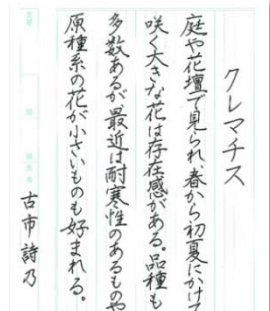 クレマチス
庭や花壇で見られ、春から初夏にかけて
咲く大きな花は存在感がある。品種も
多数あるが最近は耐寒性のあるものや
原種系の花が小さいものも好まれる。
古市詩乃